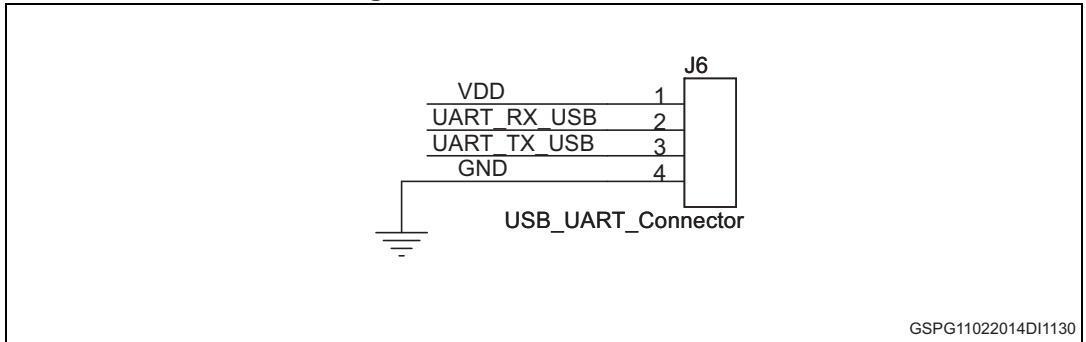 J6
VDD 1
UART_RX_USB 2
UART_TX_USB 3
GND 4
USB_UART_Connector
GSPG11022014DI1130